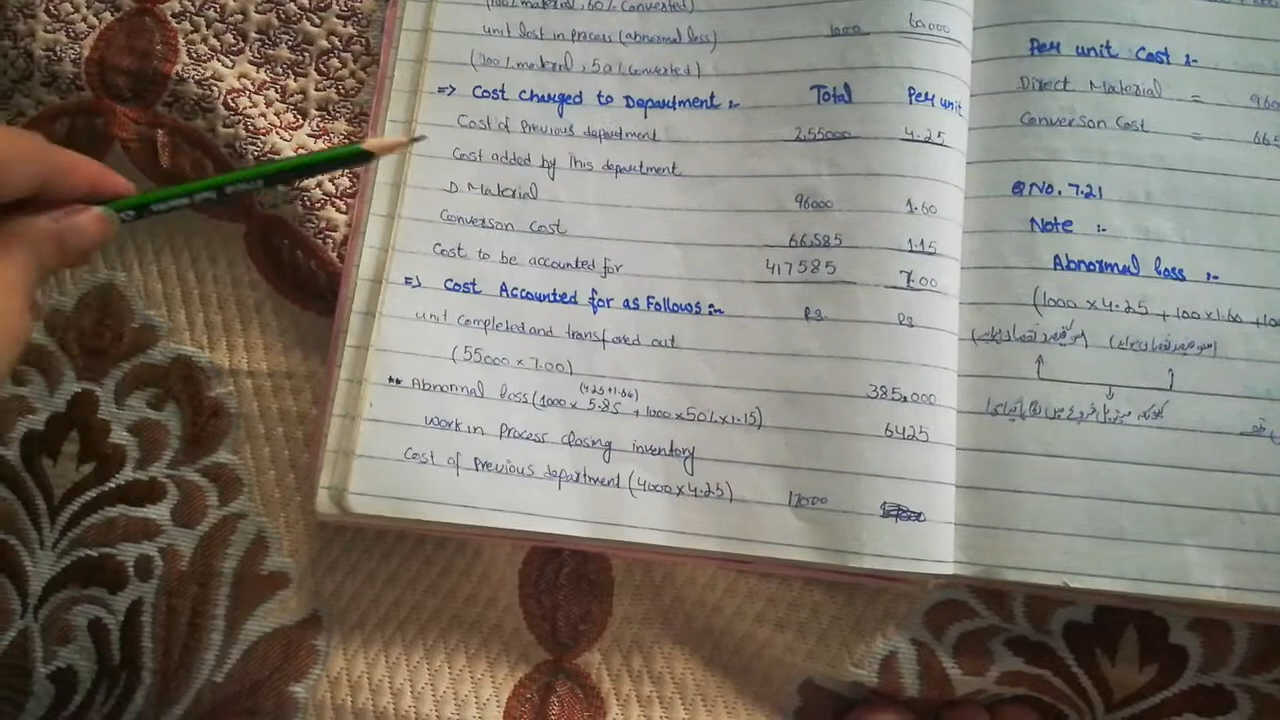 (100% material, 60% Converted)
unit lost in process (abnormal loss) 1000 60000
(100% material, 50% Converted)
=> Cost Charged to Department :- Total Per unit
Cost of Previous department 2,55000 4.25
Cost added by This department
D. Material 96000 1.60
Converson Cost 66,585 1.15
Cost to be accounted for 417585 7.00
=> Cost Accounted for as Follows :- Rs. Rs
unit completed and transfered out
(55000 x 7.00) 385,000
(4.25+1.60)
** Abnormal loss (1000 x 5.85 + 1000 x 50% x 1.15) 6425
Work in Process closing inventory
Cost of Previous department (4000 x 4.25) 17000
Per unit Cost :-
Direct Material = 960
Converson Cost = 665
Q No. 7.21
Note :-
Abnormal loss :-
(1000 x 4.25 + 100 x 1.60 + 100